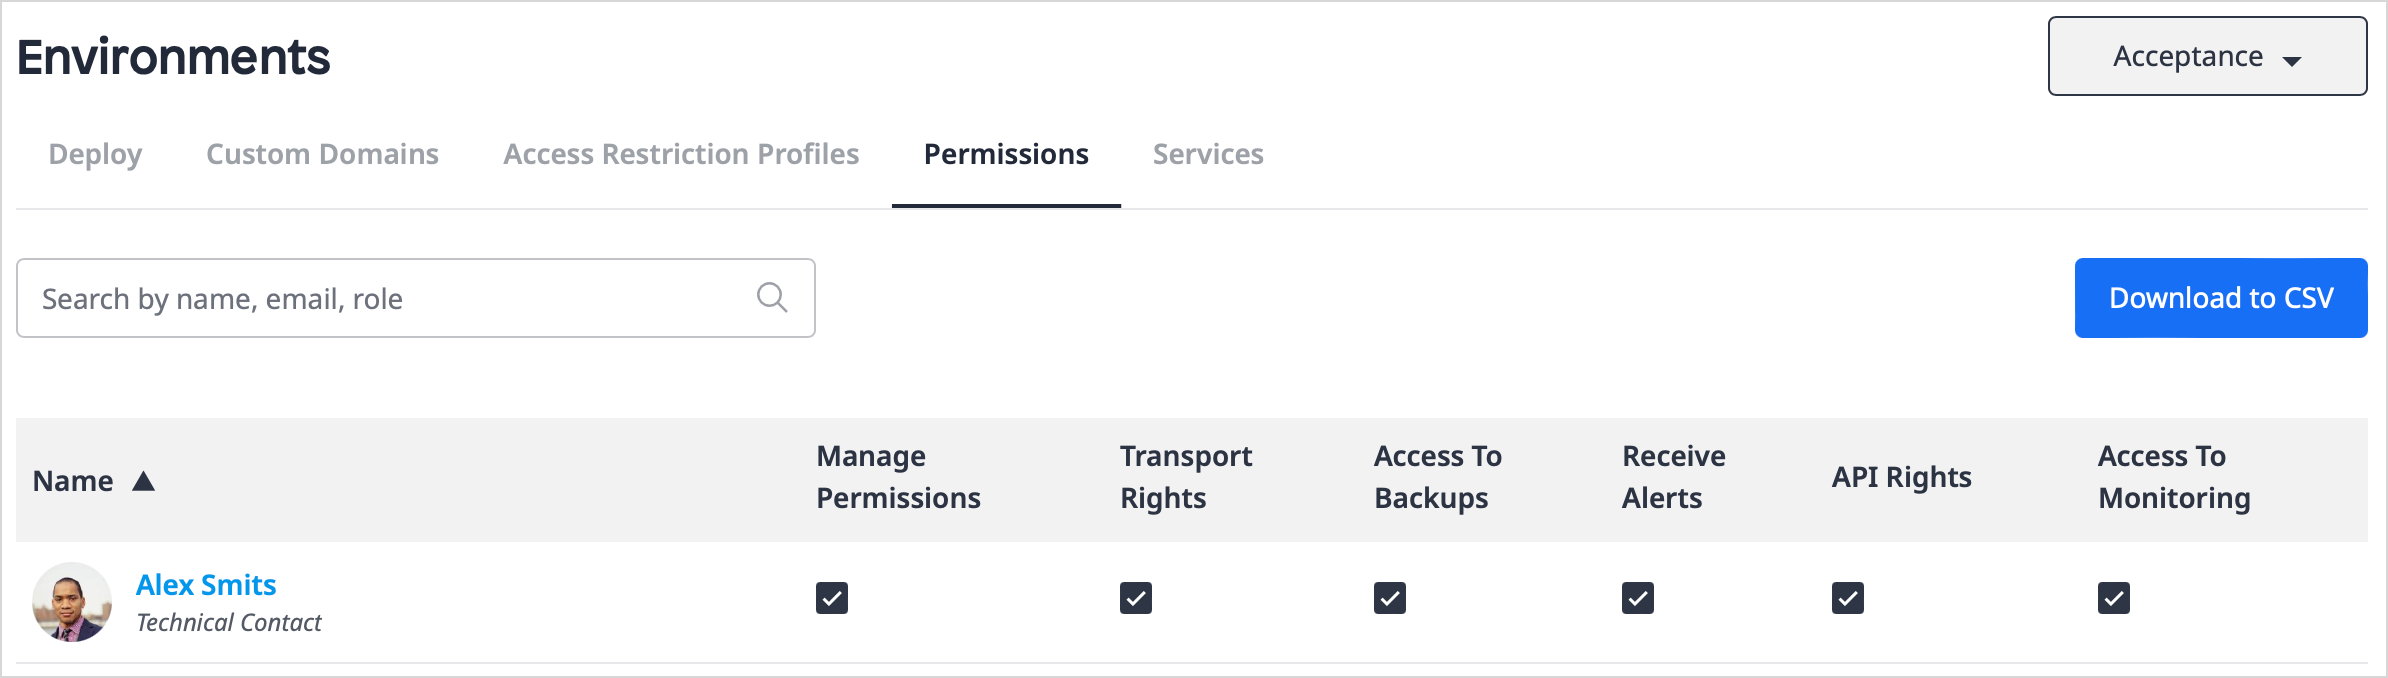 Environments
Acceptance
Deploy Custom Domains Access Restriction Profiles Permissions Services
Search by name, email, role
Download to CSV
Name
Manage
Permissions
Transport
Rights
Access To
Backups
Receive
Alerts
API Rights
Access To
Monitoring
Alex Smits
Technical Contact